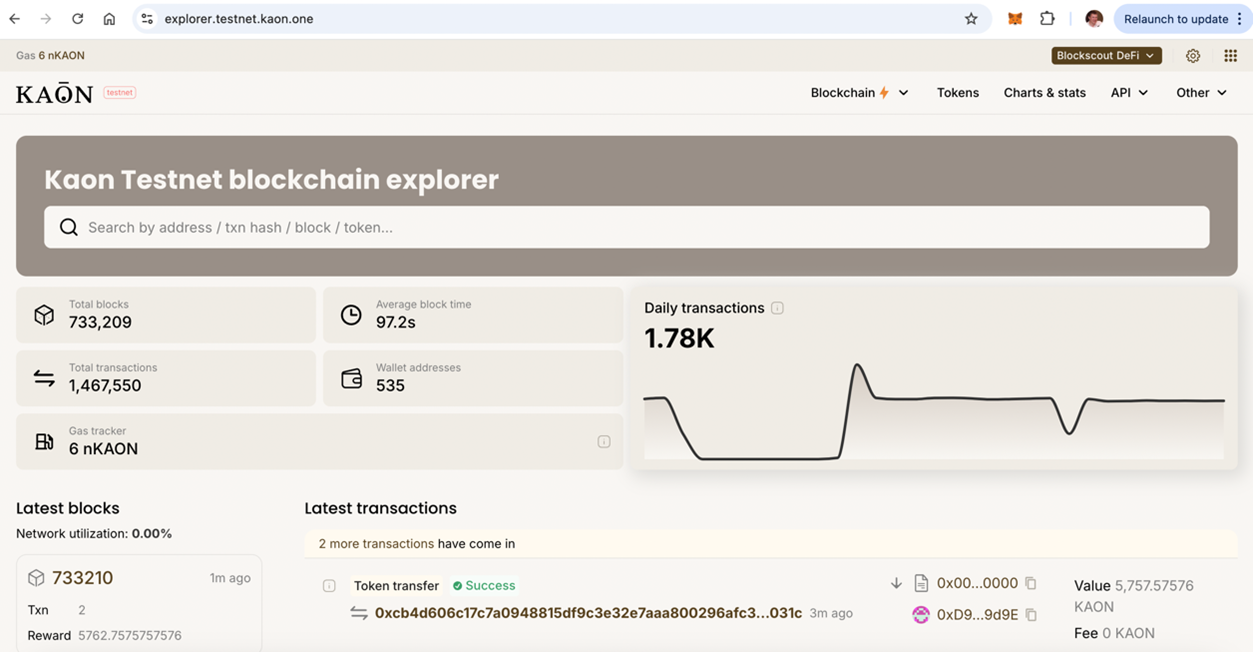 explorer.testnet.kaon.one
Relaunch to update
Gas 6 nKAON
Blockscout DeFi
KAŌN testnet
Blockchain
Tokens
Charts & stats
API
Other
Kaon Testnet blockchain explorer
Search by address / txn hash / block / token...
Total blocks
733,209
Average block time
97.2s
Total transactions
1,467,550
Wallet addresses
535
Gas tracker
6 nKAON
Daily transactions
1.78K
Latest blocks
Network utilization: 0.00%
733210 1m ago
Txn 2
Reward 5762.7575757576
Latest transactions
2 more transactions have come in
Token transfer Success
0xcb4d606c17c7a0948815df9c3e32e7aaa800296afc3...031c 3m ago
0x00...0000
0xD9...9d9E
Value 5,757.57576
KAON
Fee 0 KAON